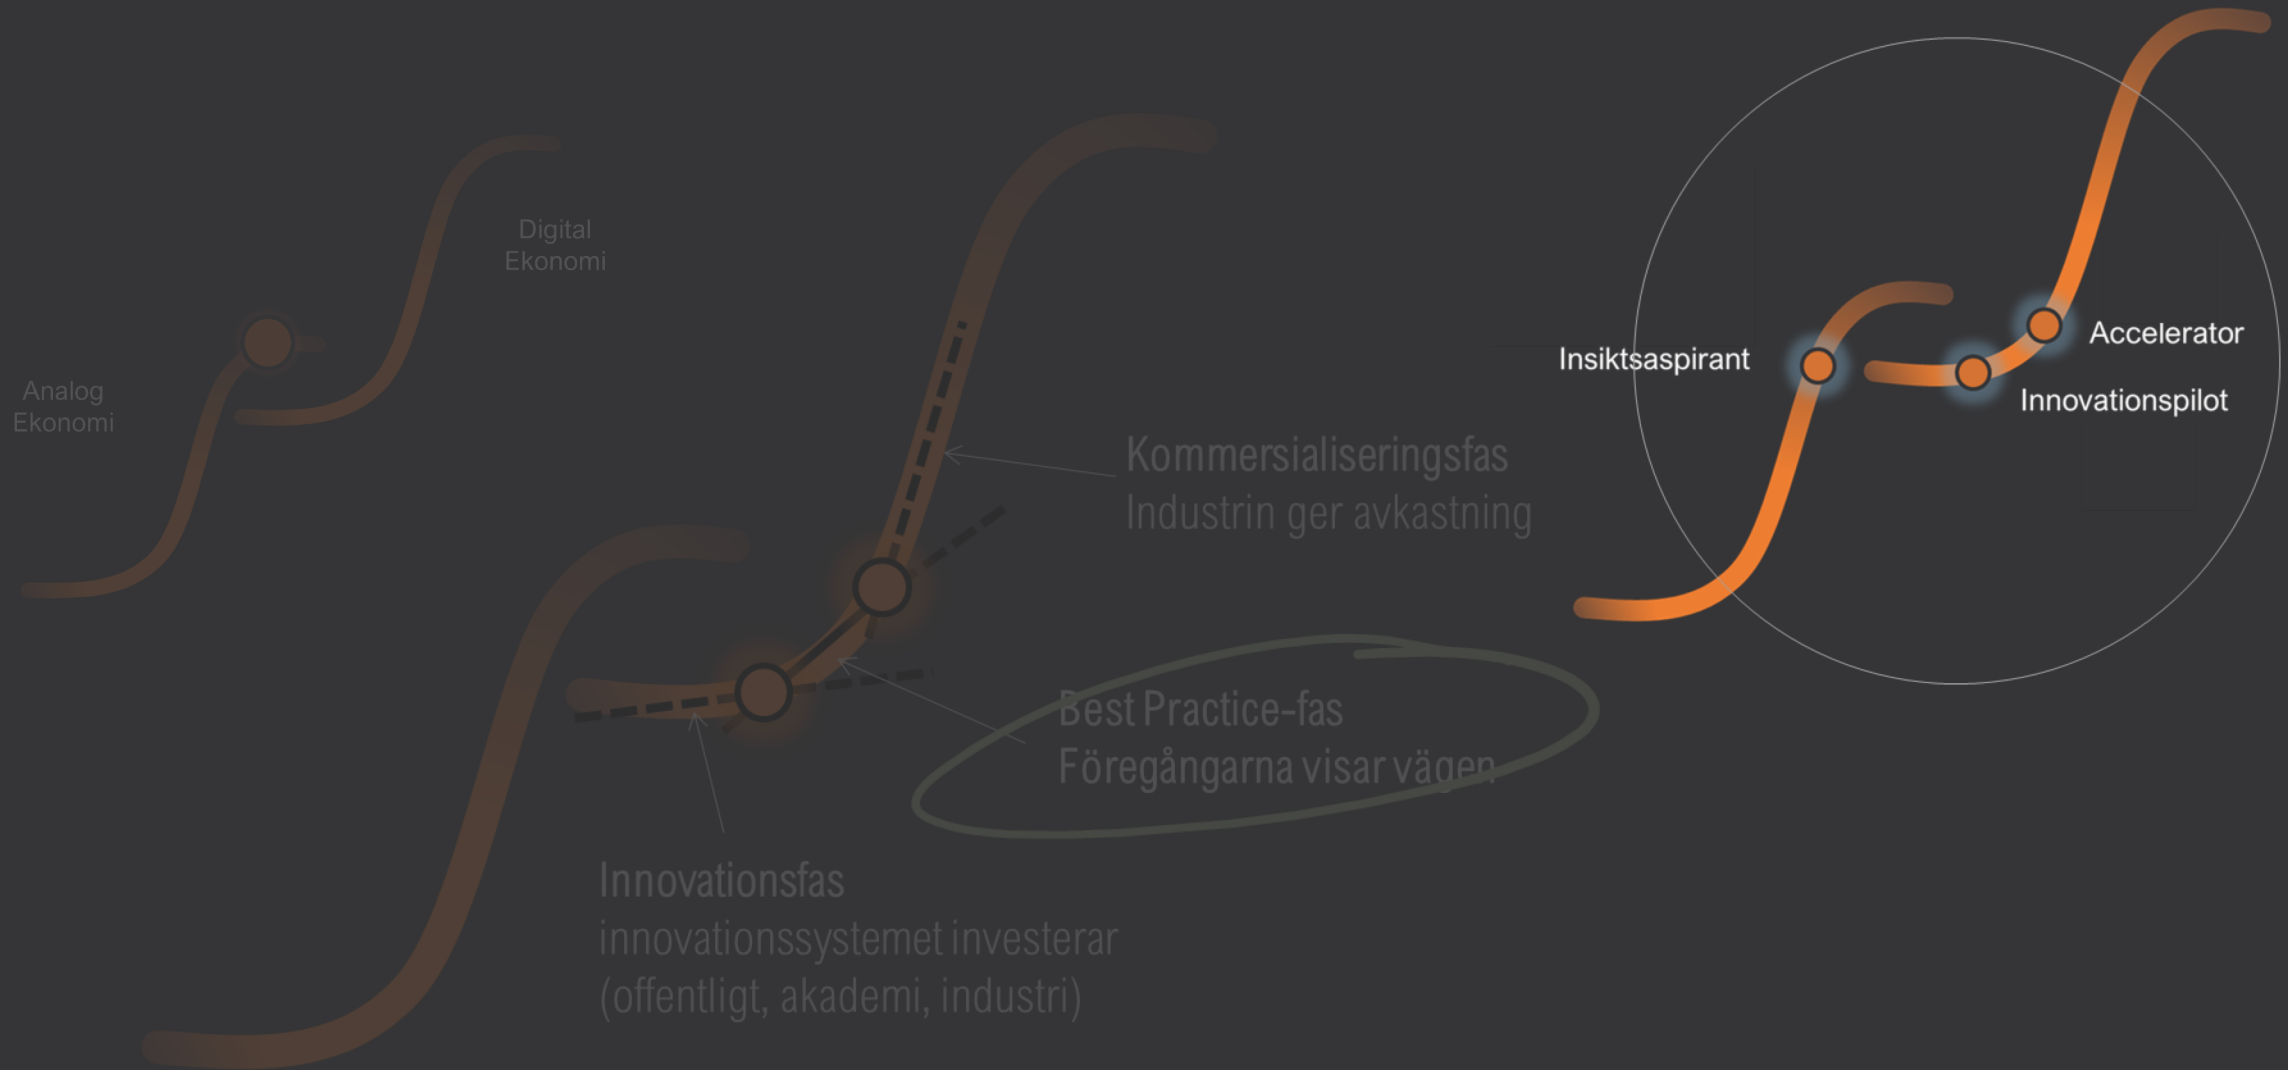 Digital
Ekonomi
Analog
Ekonomi
Kommersialiseringsfas
Industrin ger avkastning
Best Practice-fas
Föregångarna visar vägen
Innovationsfas
innovationssystemet investerar
(offentligt, akademi, industri)
Insiktsaspirant
Accelerator
Innovationspilot